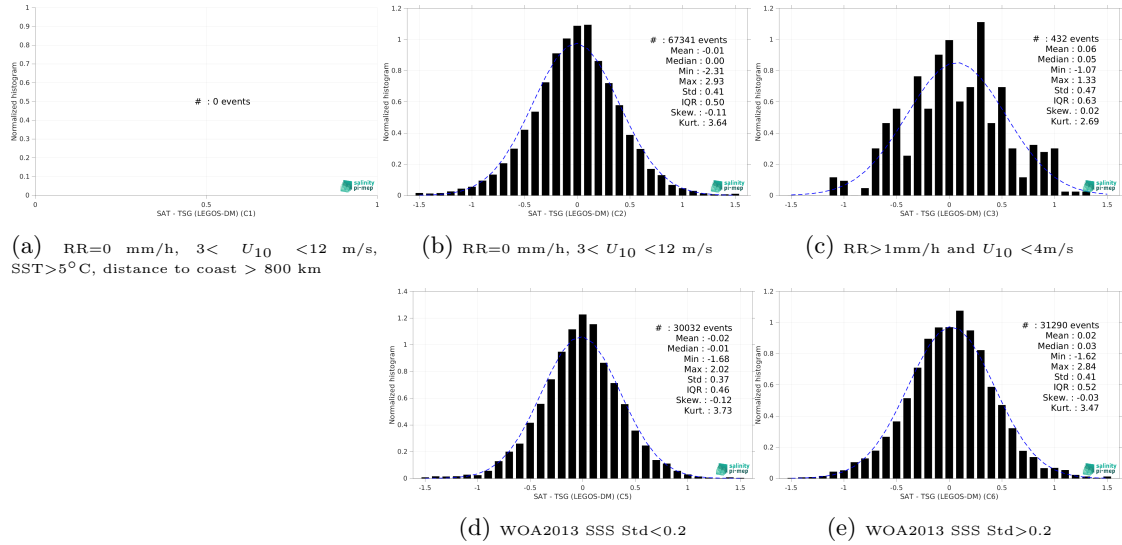 1
0.9
0.8
0.7
0.6
0.5
0.4
0.3
0.2
0.1
0
0 0.5 1
Normalized histogram
# : 0 events
salinity
pi-mep
SAT - TSG (LEGOS-DM) (C1)
(a) RR=0 mm/h, 3< U10 <12 m/s,
SST>5°C, distance to coast > 800 km
1.2
1
0.8
0.6
0.4
0.2
0
-1.5 -1 -0.5 0 0.5 1 1.5
Normalized histogram
# : 67341 events
Mean : -0.01
Median : 0.00
Min : -2.31
Max : 2.93
Std : 0.41
IQR : 0.50
Skew. : -0.11
Kurt. : 3.64
salinity
pi-mep
SAT - TSG (LEGOS-DM) (C2)
(b) RR=0 mm/h, 3< U10 <12 m/s
1.2
1
0.8
0.6
0.4
0.2
0
-1.5 -1 -0.5 0 0.5 1 1.5
Normalized histogram
# : 432 events
Mean : 0.06
Median : 0.05
Min : -1.07
Max : 1.33
Std : 0.47
IQR : 0.63
Skew. : 0.02
Kurt. : 2.69
salinity
pi-mep
SAT - TSG (LEGOS-DM) (C3)
(c) RR>1mm/h and U10 <4m/s
1.4
1.2
1
0.8
0.6
0.4
0.2
0
-1.5 -1 -0.5 0 0.5 1 1.5
Normalized histogram
# : 30032 events
Mean : -0.02
Median : -0.01
Min : -1.68
Max : 2.02
Std : 0.37
IQR : 0.46
Skew. : -0.12
Kurt. : 3.73
salinity
pi-mep
SAT - TSG (LEGOS-DM) (C5)
(d) WOA2013 SSS Std<0.2
1.2
1
0.8
0.6
0.4
0.2
0
-1.5 -1 -0.5 0 0.5 1 1.5
Normalized histogram
# : 31290 events
Mean : 0.02
Median : 0.03
Min : -1.62
Max : 2.84
Std : 0.41
IQR : 0.52
Skew. : -0.03
Kurt. : 3.47
salinity
pi-mep
SAT - TSG (LEGOS-DM) (C6)
(e) WOA2013 SSS Std>0.2